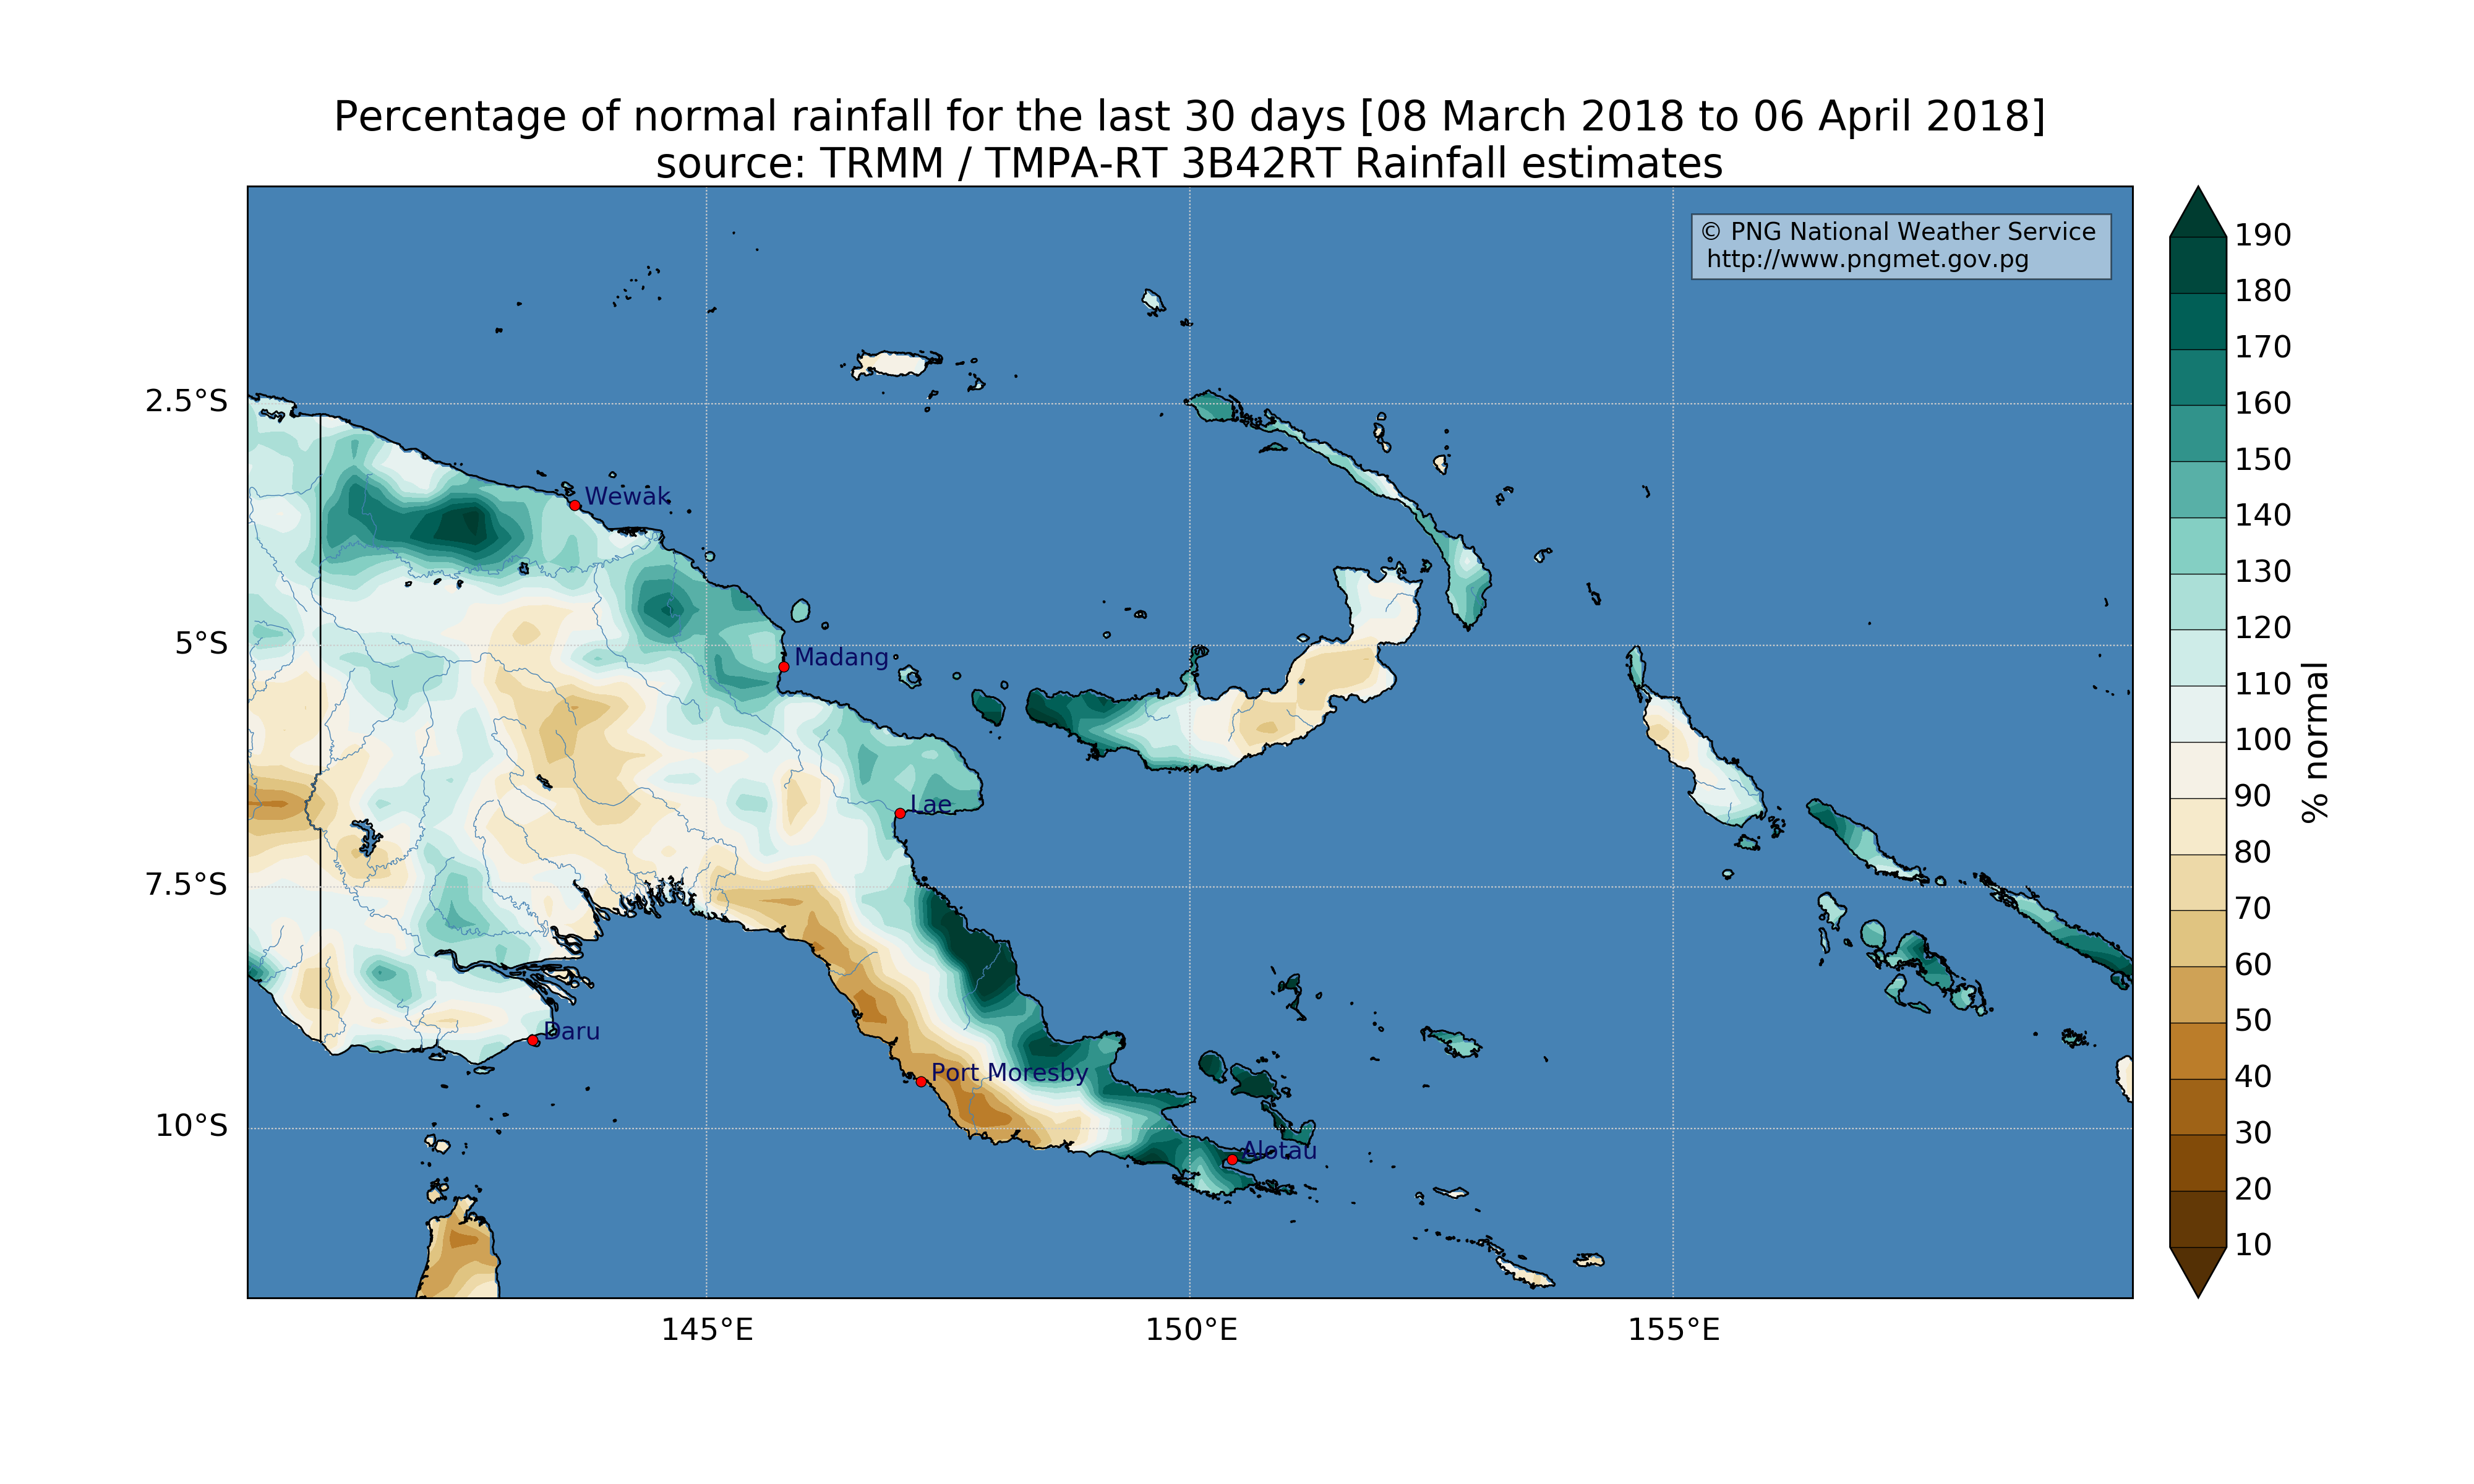 Percentage of normal rainfall for the last 30 days [08 March 2018 to 06 April 2018]
source: TRMM / TMPA-RT 3B42RT Rainfall estimates
© PNG National Weather Service
http://www.pngmet.gov.pg
2.5°S
5°S
7.5°S
10°S
Wewak
Madang
Lae
Daru
Port Moresby
Alotau
145°E
150°E
155°E
190
180
170
160
150
140
130
120
110
100
90
80
70
60
50
40
30
20
10
% normal